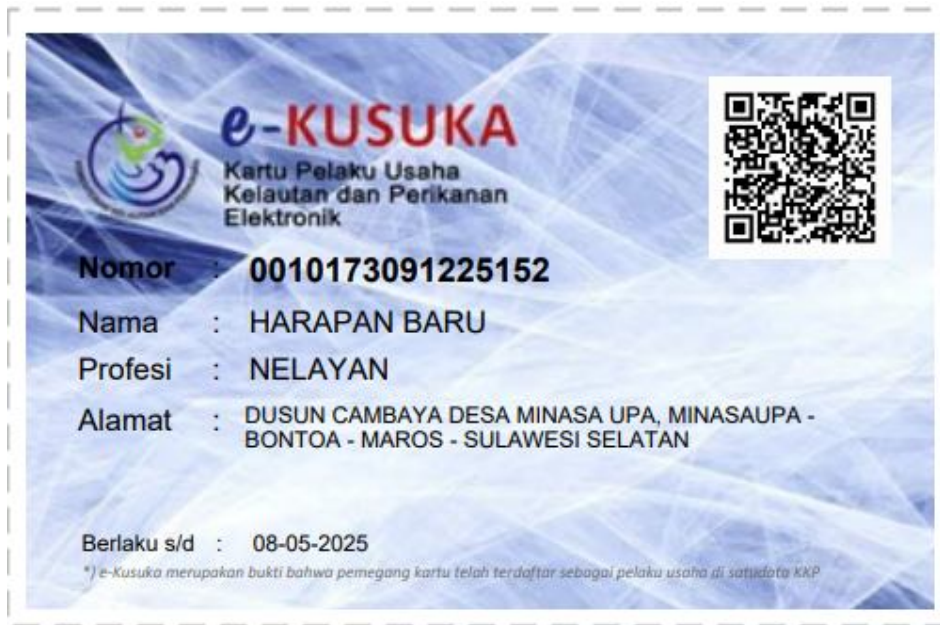 e-KUSUKA
Kartu Pelaku Usaha
Kelautan dan Perikanan
Elektronik
Nomor : 0010173091225152
Nama : HARAPAN BARU
Profesi : NELAYAN
Alamat : DUSUN CAMBAYA DESA MINASA UPA, MINASAUPA -
BONTOA - MAROS - SULAWESI SELATAN
Berlaku s/d : 08-05-2025
*) e-Kusuka merupakan bukti bahwa pemegang kartu telah terdaftar sebagai pelaku usaha di satudata KKP